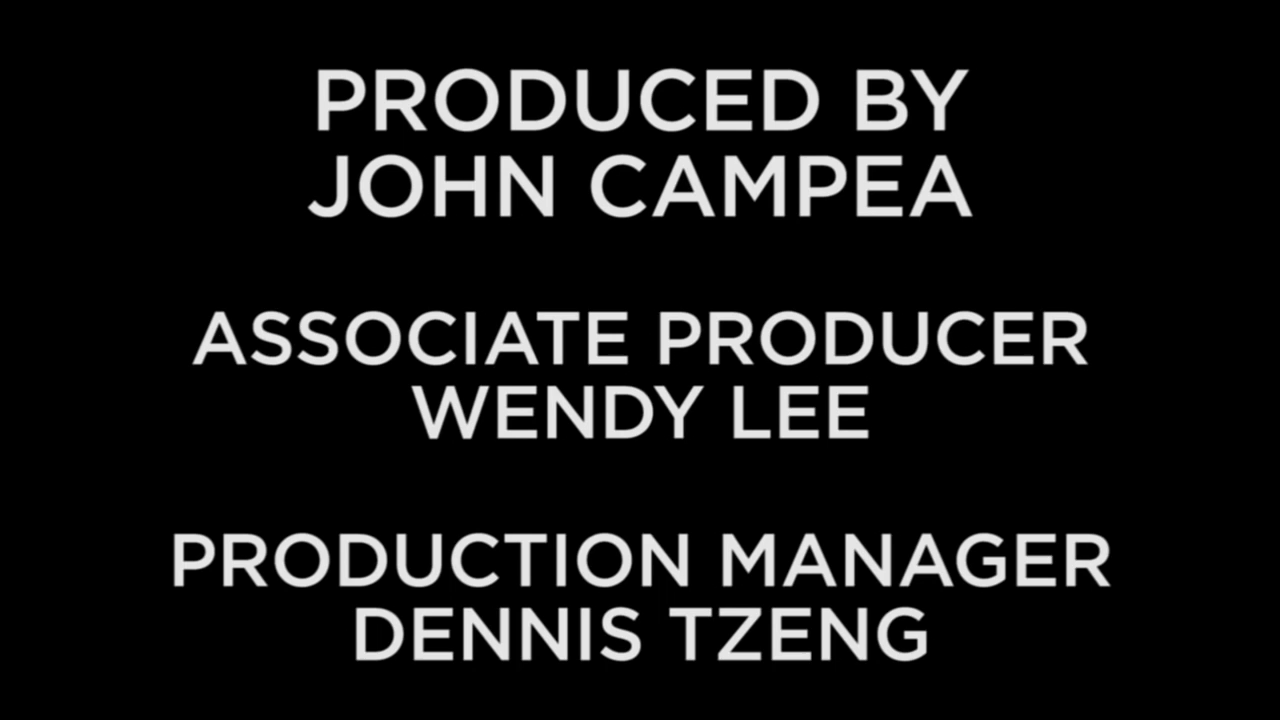 PRODUCED BY
JOHN CAMPEA
ASSOCIATE PRODUCER
WENDY LEE
PRODUCTION MANAGER
DENNIS TZENG